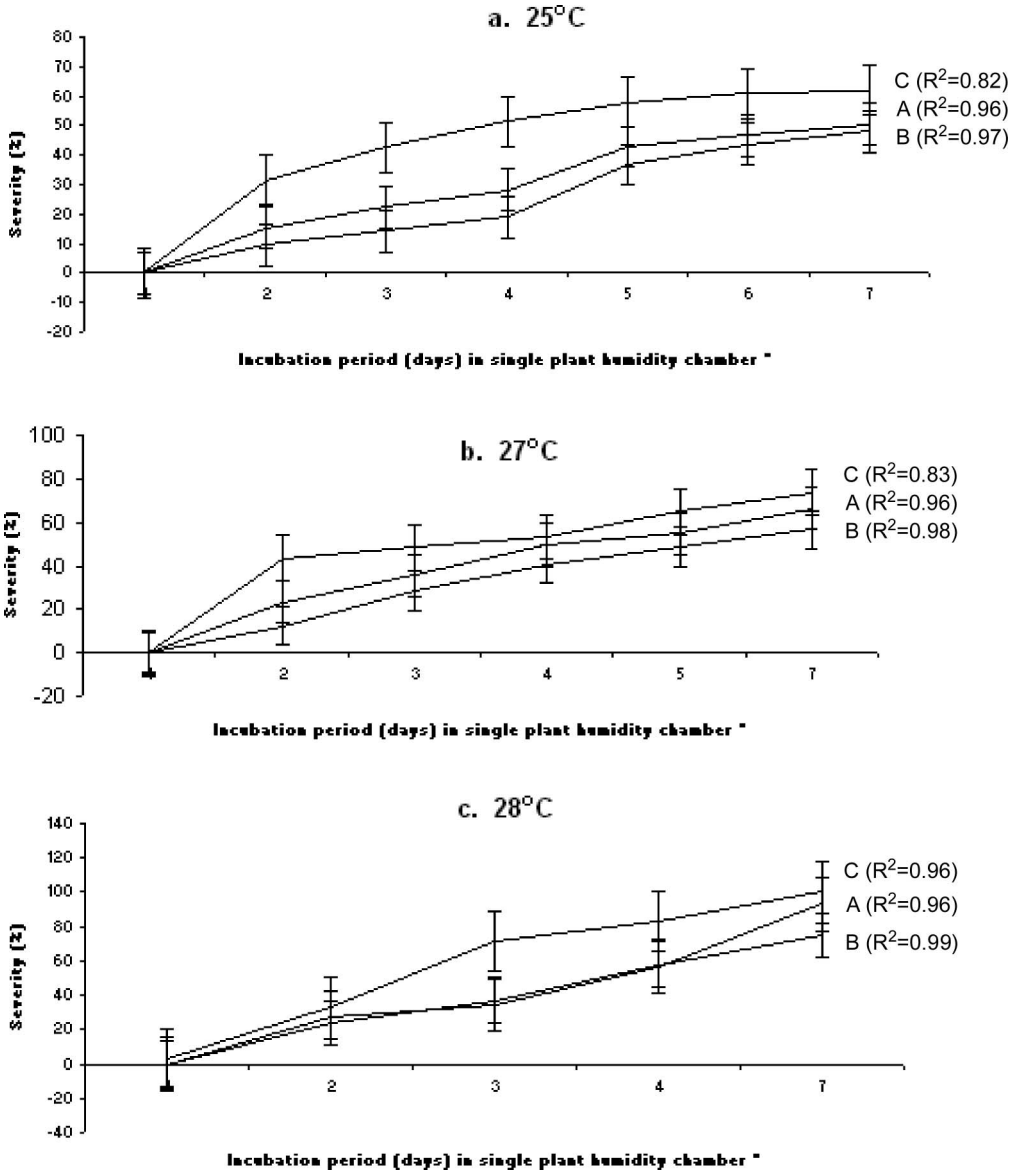 a. 25°C
80
70
60
50
40
30
20
10
0
-10
-20
Severity (%)
2 3 4 5 6 7
C (R²=0.82)
A (R²=0.96)
B (R²=0.97)
Incubation period (days) in single plant humidity chamber "
b. 27°C
100
80
60
40
20
0
-20
Severity (%)
2 3 4 5 7
C (R²=0.83)
A (R²=0.96)
B (R²=0.98)
Incubation period (days) in single plant humidity chamber "
c. 28°C
140
120
100
80
60
40
20
0
-20
-40
Severity (%)
2 3 4 7
C (R²=0.96)
A (R²=0.96)
B (R²=0.99)
Incubation period (days) in single plant humidity chamber "